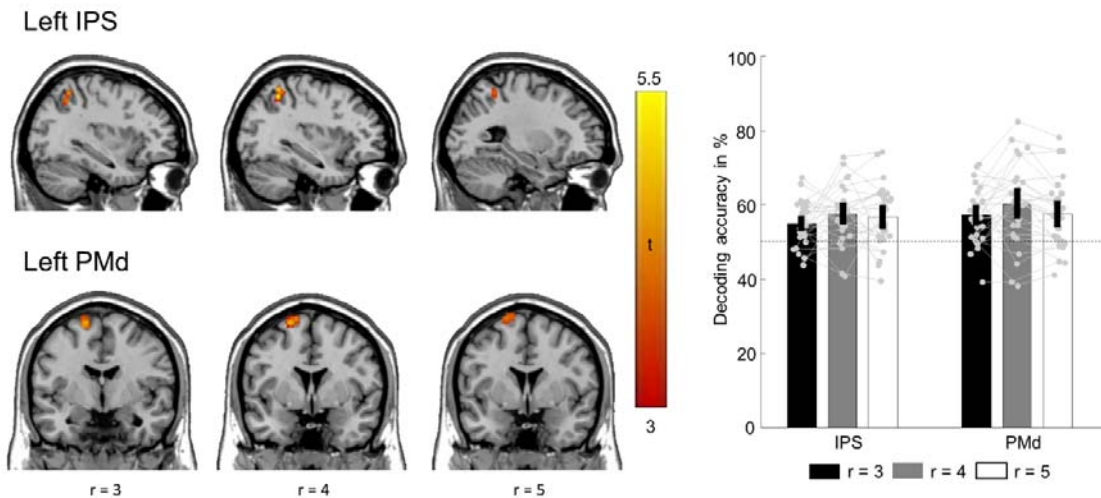 Left IPS
5.5
t
3
Left PMd
r = 3
r = 4
r = 5
100
80
60
40
20
0
Decoding accuracy in %
IPS
PMd
r = 3
r = 4
r = 5